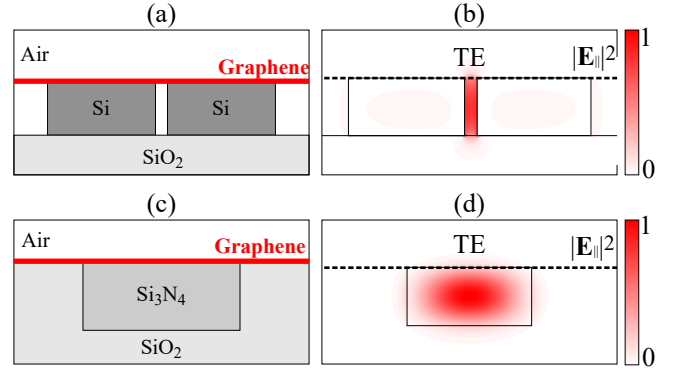 (a)
(b)
Air
Graphene
Si
Si
SiO₂
TE
|E∥|²
1
0
(c)
(d)
Air
Graphene
Si₃N₄
SiO₂
TE
|E∥|²
1
0